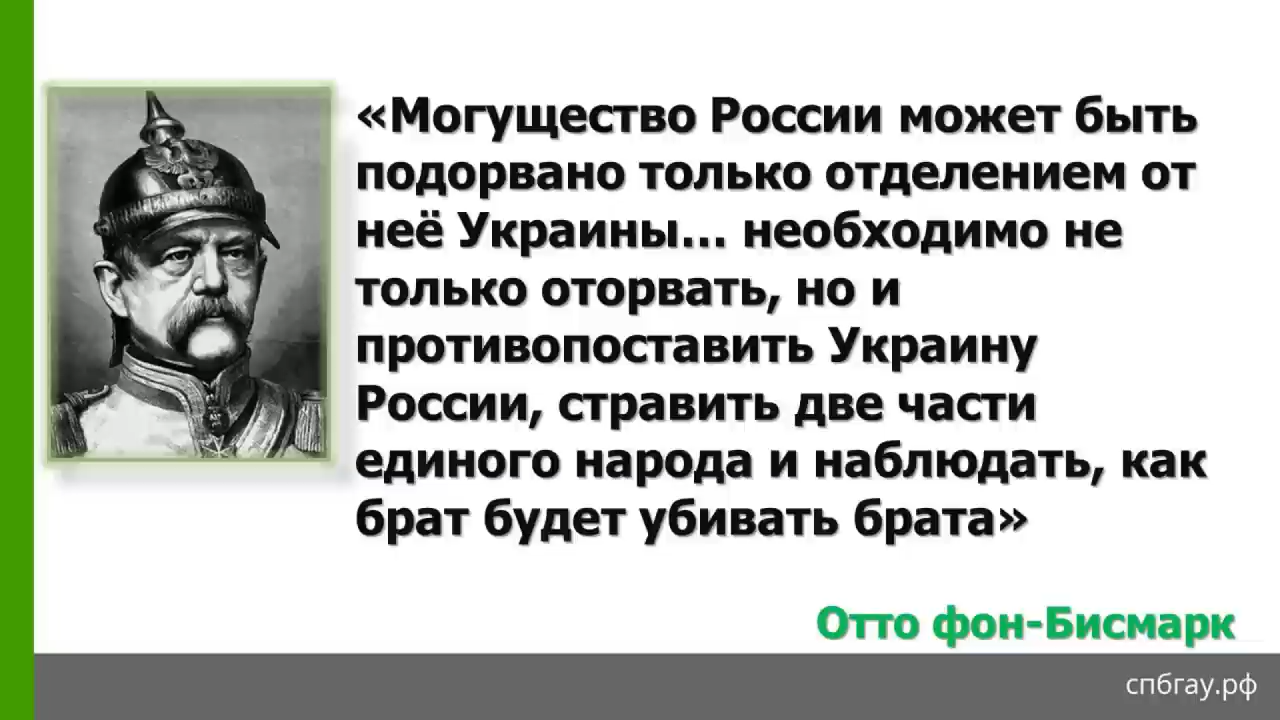 «Могущество России может быть
подорвано только отделением от
неё Украины... необходимо не
только оторвать, но и
противопоставить Украину
России, стравить две части
единого народа и наблюдать, как
брат будет убивать брата»
Отто фон-Бисмарк
спбгау.рф